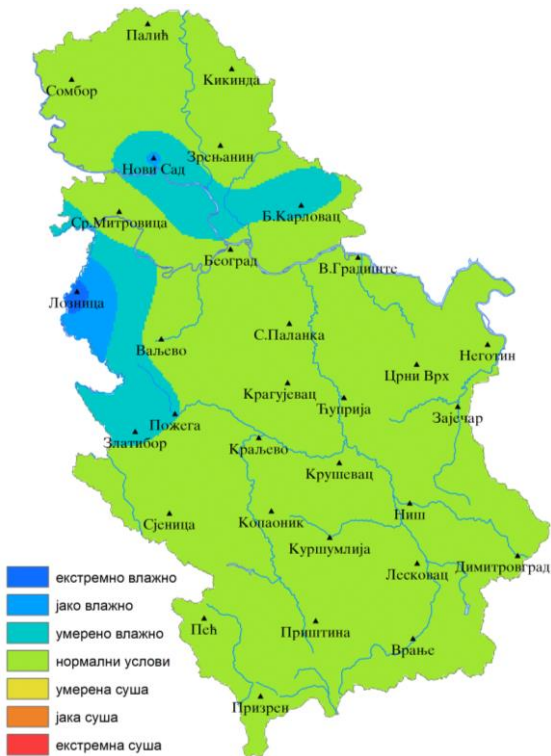 Палић
Кикинда
Сомбор
Зрењанин
Нови Сад
Б.Карловац
Ср.Митровица
Београд
В.Градиште
Лозница
С.Паланка
Ваљево
Неготин
Црни Врх
Крагујевац
Ћуприја
Зајечар
Пожега
Златибор
Краљево
Крушевац
Сјеница
Копаоник
Ниш
Куршумлија
Димитровград
Лесковац
Пећ
Приштина
Врање
Призрен
екстремно влажно
јако влажно
умерено влажно
нормални услови
умерена суша
јака суша
екстремна суша